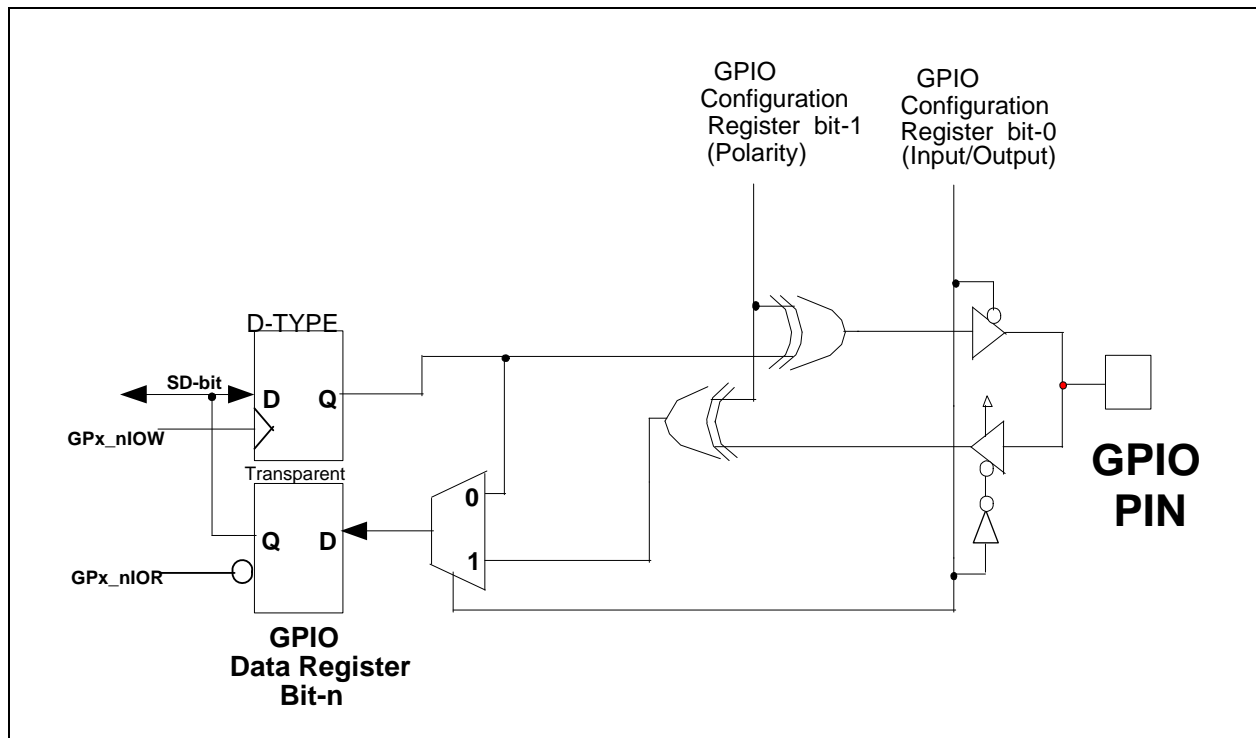 GPIO
Configuration
Register bit-1
(Polarity)
GPIO
Configuration
Register bit-0
(Input/Output)
D-TYPE
SD-bit
D
Q
GPx_nIOW
Transparent
0
Q
D
1
GPx_nIOR
GPIO
Data Register
Bit-n
GPIO
PIN